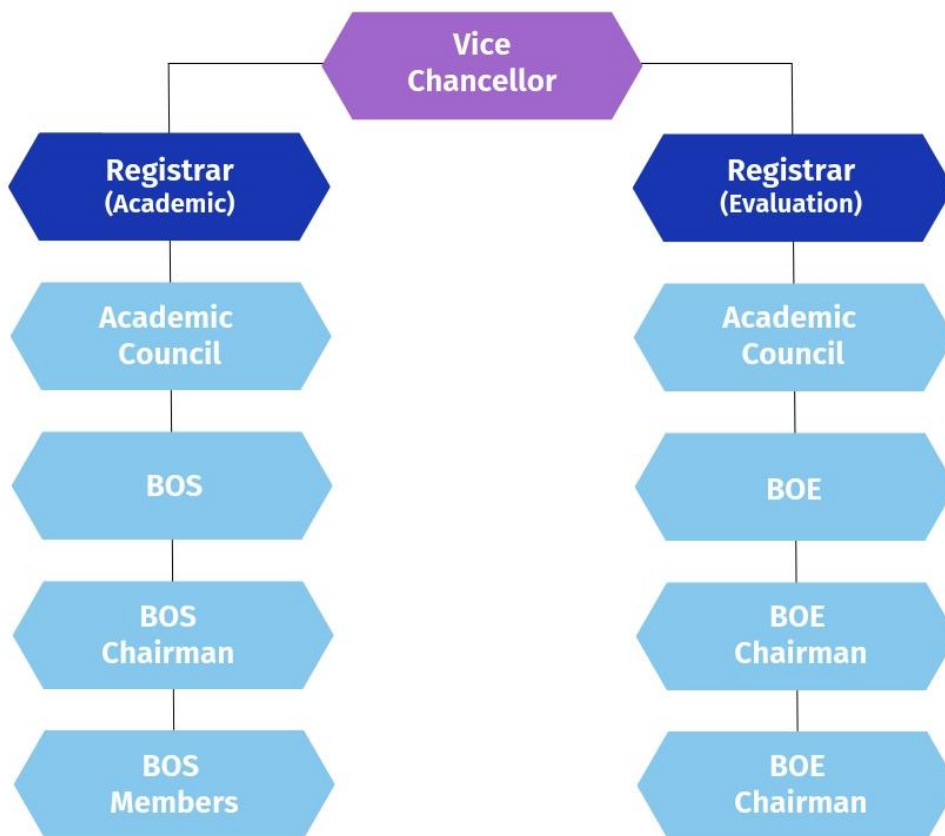 Vice
Chancellor
Registrar
(Academic)
Registrar
(Evaluation)
Academic
Council
Academic
Council
BOS
BOE
BOS
Chairman
BOE
Chairman
BOS
Members
BOE
Chairman